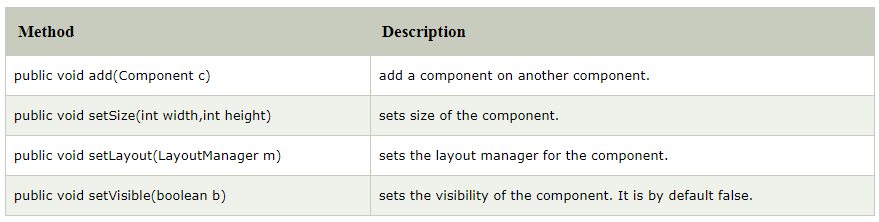 Method Description
public void add(Component c) add a component on another component.
public void setSize(int width,int height) sets size of the component.
public void setLayout(LayoutManager m) sets the layout manager for the component.
public void setVisible(boolean b) sets the visibility of the component. It is by default false.